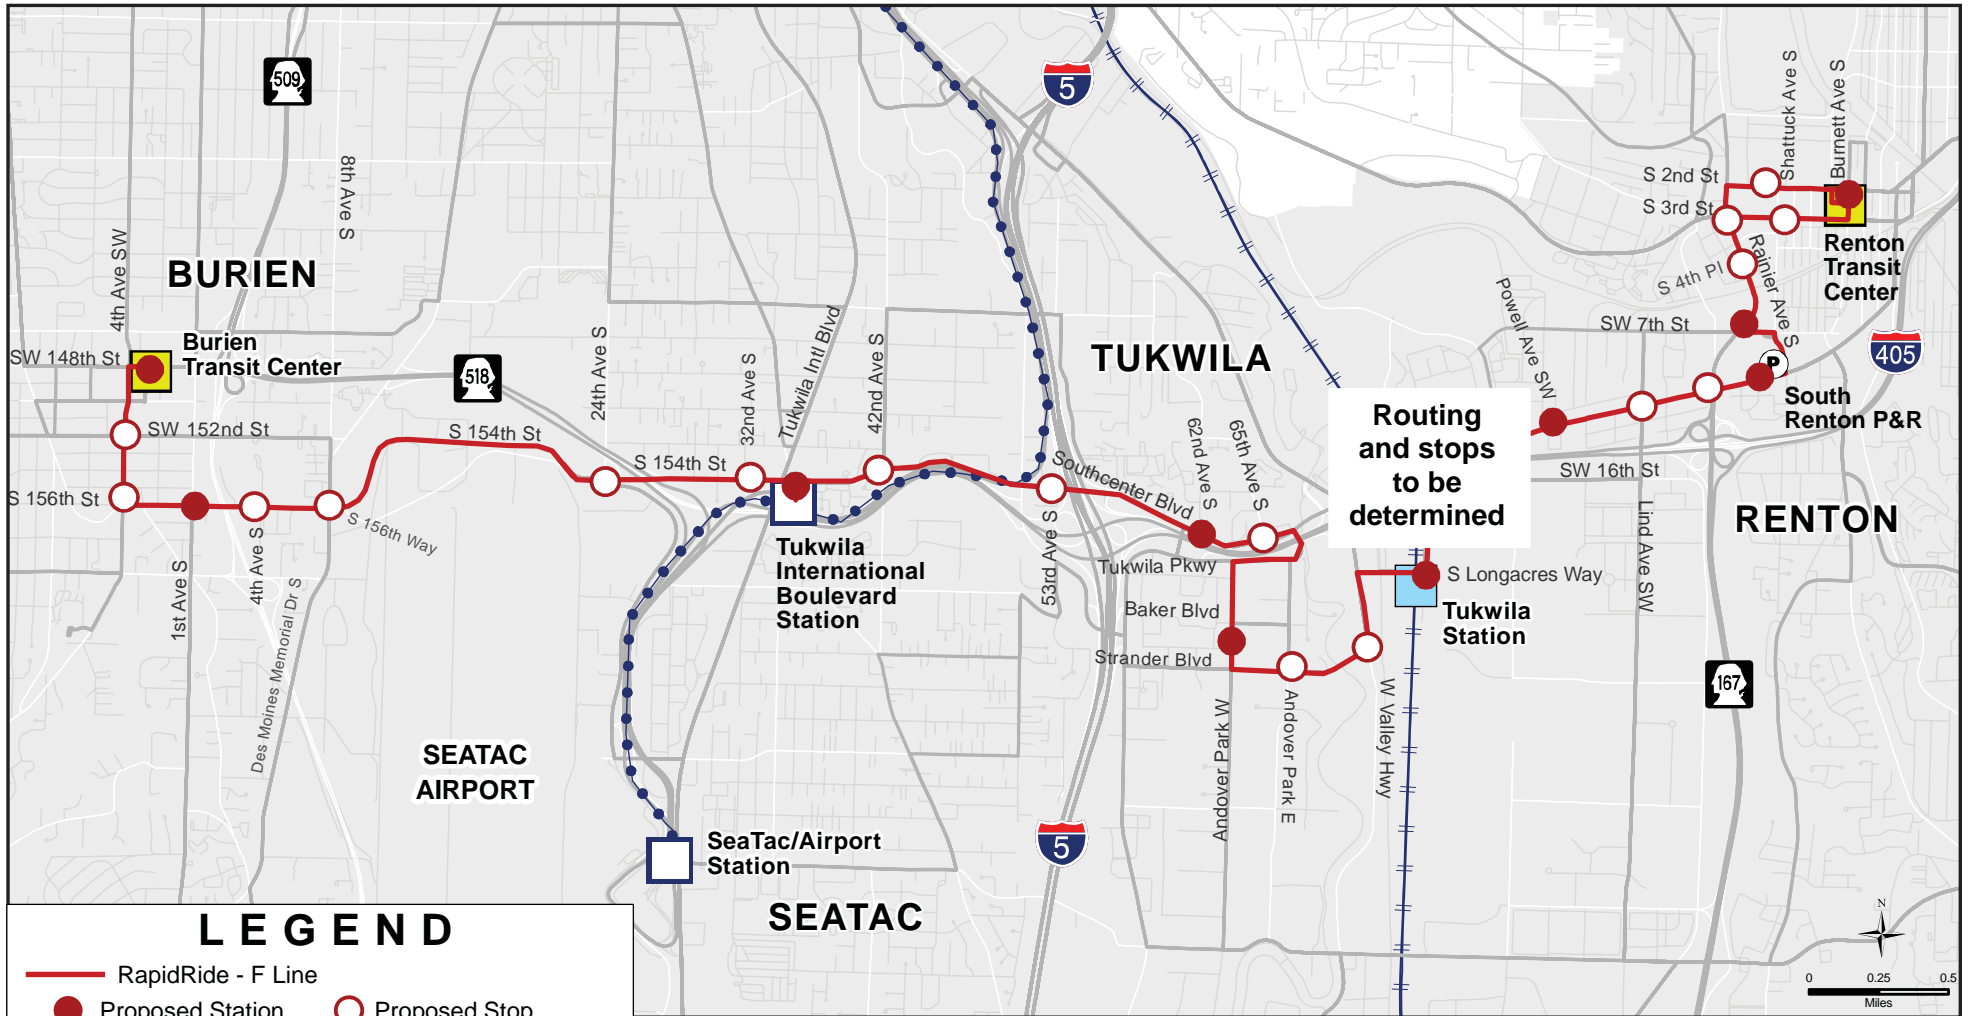 509
5
Shattuck Ave S
Burnett Ave S
8th Ave S
S 2nd St
S 3rd St
4th Ave SW
BURIEN
Renton
Transit
Center
Rainier Ave S
S 4th Pl
Powell Ave SW
SW 7th St
405
Burien
Transit Center
SW 148th St
518
24th Ave S
32nd Ave S
Tukwila Intl Blvd
42nd Ave S
TUKWILA
P
South
Renton P&R
Routing
and stops
to be
determined
SW 152nd St
S 154th St
S 154th St
Southcenter Blvd
62nd Ave S
65th Ave S
SW 16th St
S 156th St
S 156th Way
RENTON
Lind Ave SW
1st Ave S
4th Ave S
Des Moines Memorial Dr S
Tukwila
International
Boulevard
Station
53rd Ave S
Tukwila Pkwy
Baker Blvd
Strander Blvd
S Longacres Way
Tukwila
Station
167
Andover Park W
Andover Park E
W Valley Hwy
SEATAC
AIRPORT
SeaTac/Airport
Station
5
SEATAC
N
0 0.25 0.5
Miles
LEGEND
RapidRide - F Line
Proposed Station
Proposed Stop